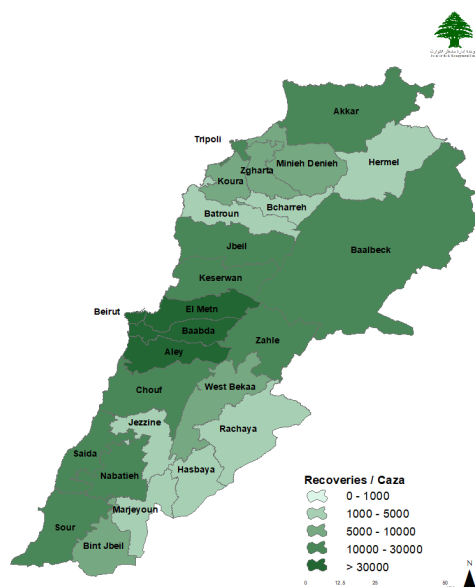 Akkar
Tripoli
Minieh Denieh
Hermel
Zgharta
Koura
Bcharreh
Batroun
Jbeil
Baalbeck
Keserwan
El Metn
Beirut
Baabda
Zahle
Aley
West Bekaa
Chouf
Jezzine
Rachaya
Saida
Hasbaya
Nabatieh
Marjeyoun
Sour
Bint Jbeil
Recoveries / Caza
0 - 1000
1000 - 5000
5000 - 10000
10000 - 30000
> 30000
N
0 12.5 25 50